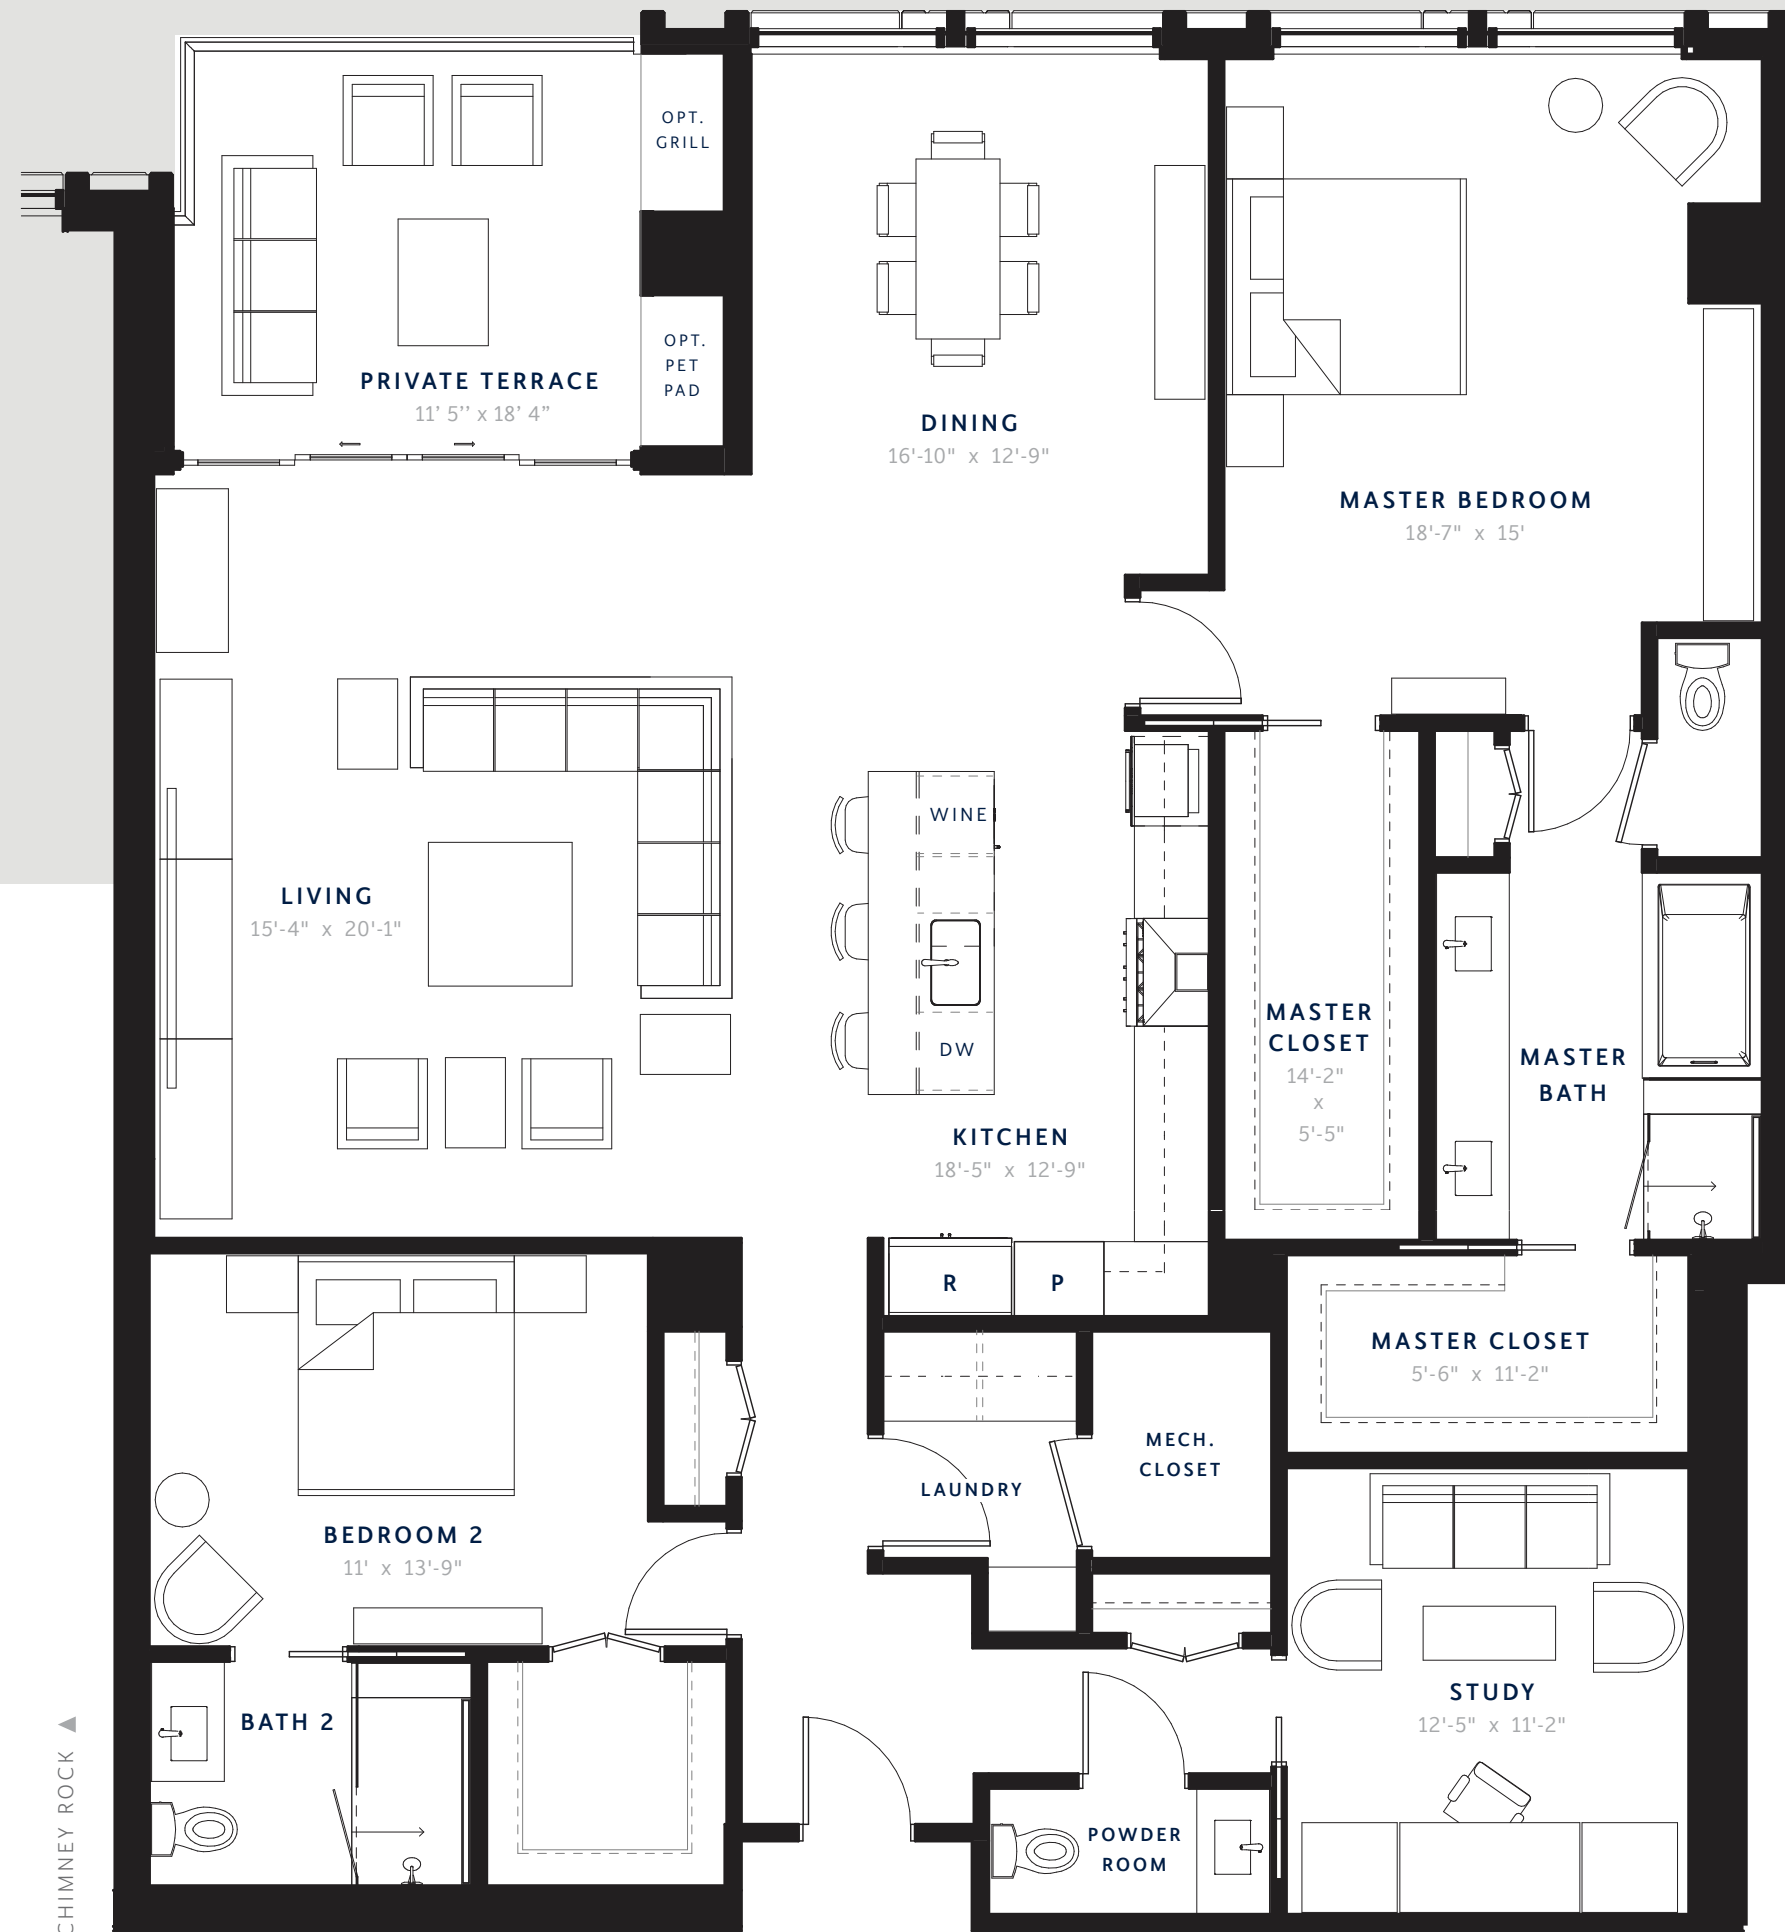 OPT.
GRILL
OPT.
PET
PAD
PRIVATE TERRACE
11’ 5’’ x 18’ 4”
DINING
16'-10" x 12'-9"
MASTER BEDROOM
18'-7" x 15'
WINE
LIVING
15'-4" x 20'-1"
DW
KITCHEN
18'-5" x 12'-9"
MASTER
CLOSET
14'-2"
x
5'-5"
MASTER
BATH
R
P
MASTER CLOSET
5'-6" x 11'-2"
MECH.
CLOSET
LAUNDRY
BEDROOM 2
11' x 13'-9"
STUDY
12'-5" x 11'-2"
BATH 2
POWDER
ROOM
CHIMNEY ROCK ▲